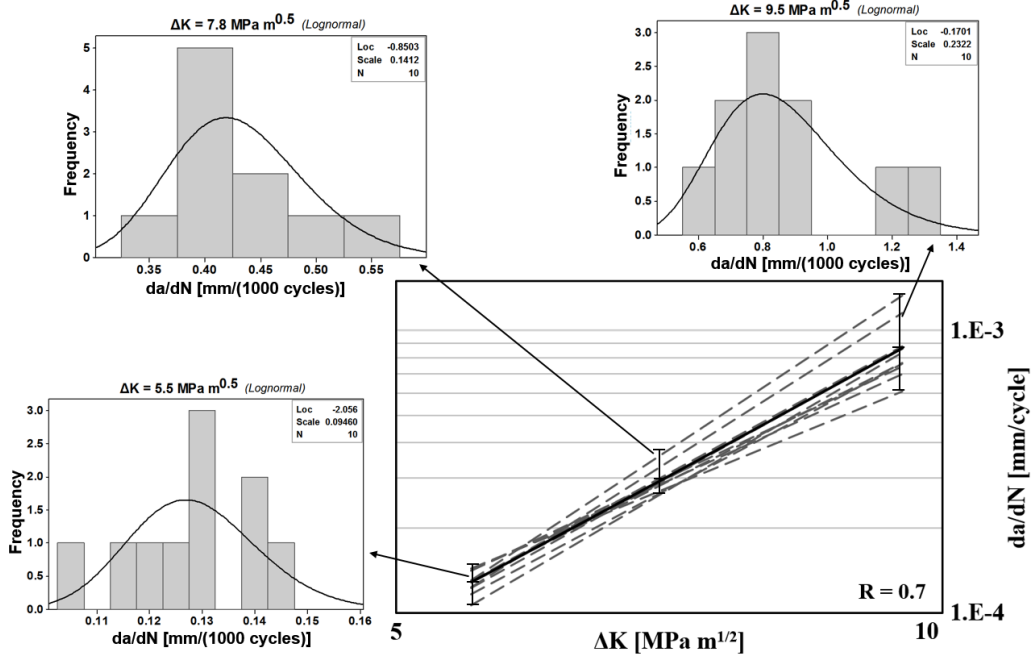 ΔK = 7.8 MPa m^0.5 (Lognormal)
Loc -0.8503
Scale 0.1412
N 10
Frequency
5
4
3
2
1
0
0.35 0.40 0.45 0.50 0.55
da/dN [mm/(1000 cycles)]
ΔK = 9.5 MPa m^0.5 (Lognormal)
Loc -0.1701
Scale 0.2322
N 10
Frequency
3.0
2.5
2.0
1.5
1.0
0.5
0.0
0.6 0.8 1.0 1.2 1.4
da/dN [mm/(1000 cycles)]
ΔK = 5.5 MPa m^0.5 (Lognormal)
Loc -2.056
Scale 0.09460
N 10
Frequency
3.0
2.5
2.0
1.5
1.0
0.5
0.0
0.11 0.12 0.13 0.14 0.15 0.16
da/dN [mm/(1000 cycles)]
1.E-3
da/dN [mm/cycle]
R = 0.7
1.E-4
5 10
ΔK [MPa m^1/2]